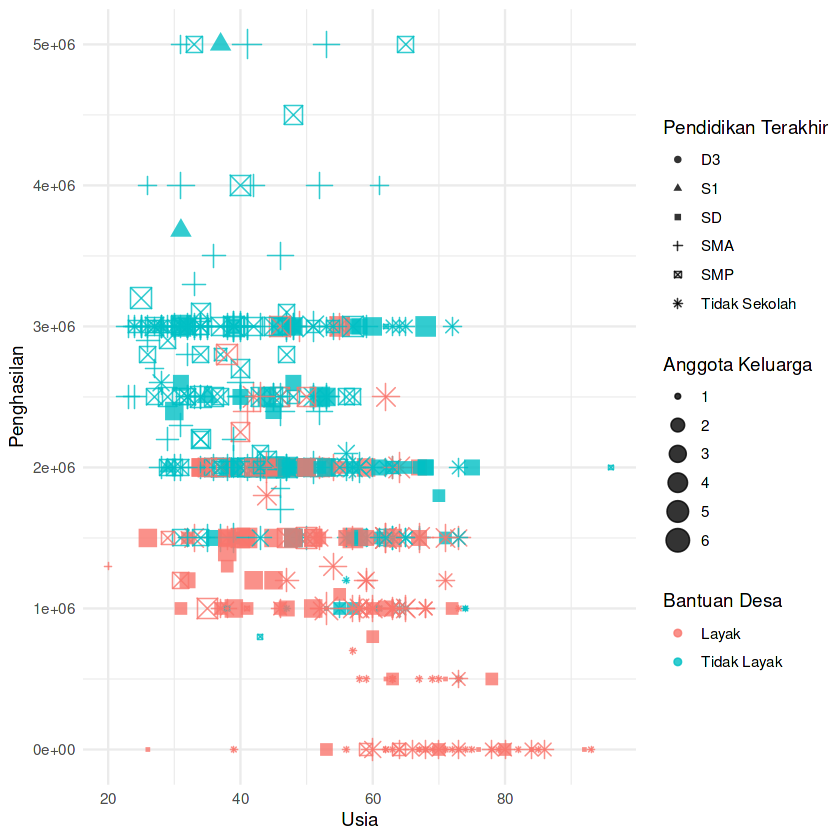 5e+06
4e+06
3e+06
2e+06
1e+06
0e+00
Penghasilan
20
40
60
80
Usia
Pendidikan Terakhir
D3
S1
SD
SMA
SMP
Tidak Sekolah
Anggota Keluarga
1
2
3
4
5
6
Bantuan Desa
Layak
Tidak Layak